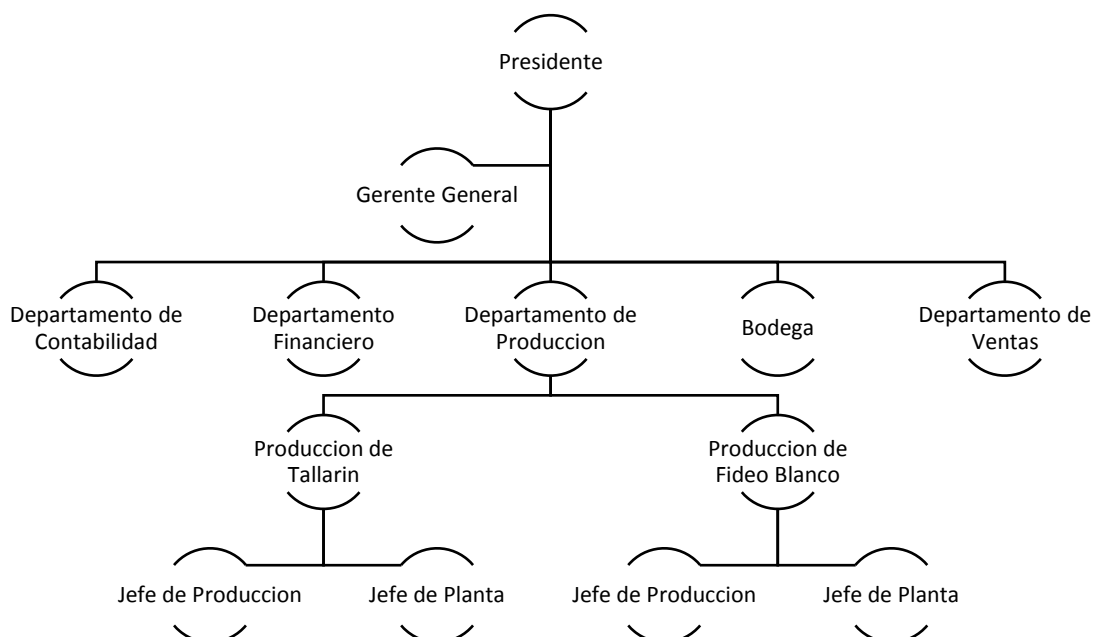 Presidente
Gerente General
Departamento de
Contabilidad
Departamento
Financiero
Departamento de
Produccion
Bodega
Departamento de
Ventas
Produccion de
Tallarin
Produccion de
Fideo Blanco
Jefe de Produccion
Jefe de Planta
Jefe de Produccion
Jefe de Planta